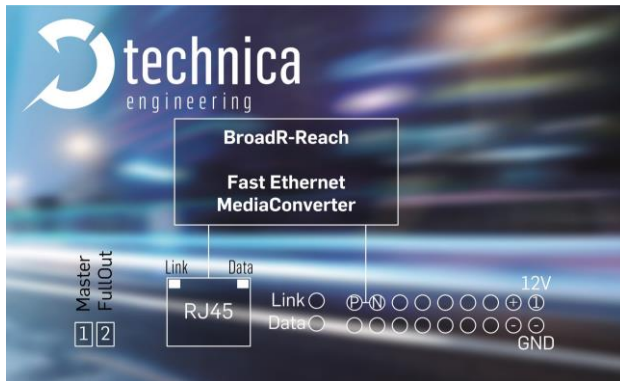 technica
engineering
BroadR-Reach
Fast Ethernet
MediaConverter
Master
FullOut
1 2
Link Data
RJ45
Link
Data
P N + 1
- -
12V
GND